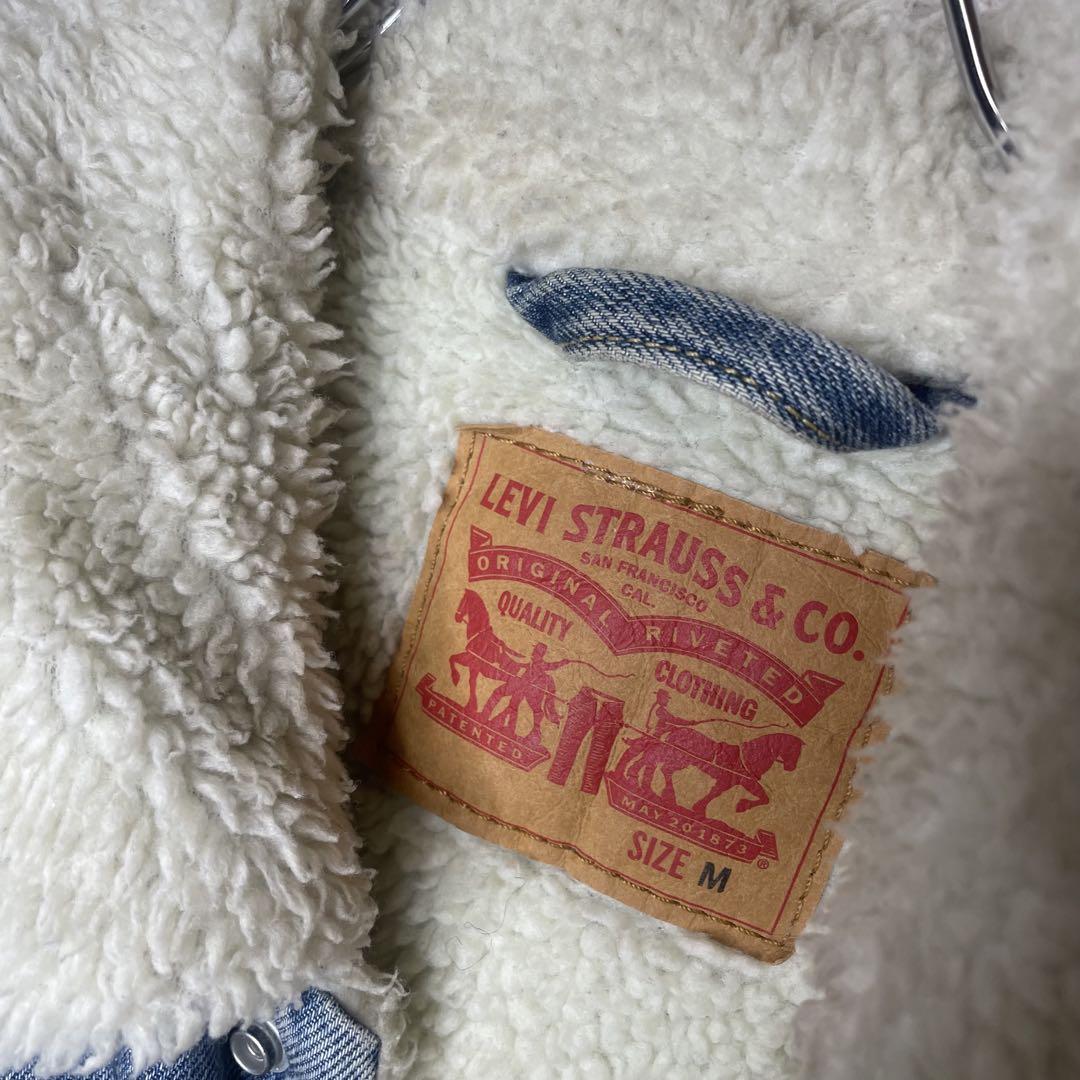 LEVI STRAUSS & CO.
SAN FRANCISCO
CAL.
ORIGINAL RIVETED
QUALITY CLOTHING
PATENTED
MAY 20 1873
®
SIZE M